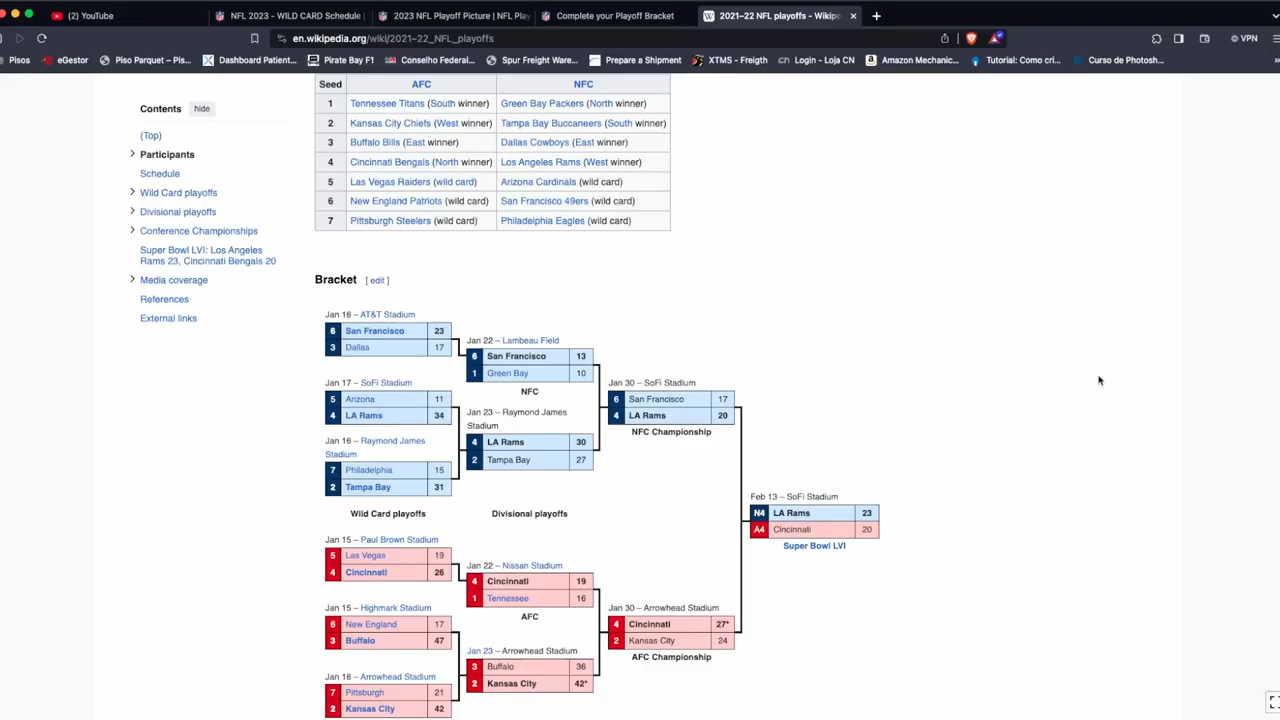 (2) YouTube
NFL 2023 - WILD CARD Schedule |
2023 NFL Playoff Picture | NFL Play
Complete your Playoff Bracket
2021–22 NFL playoffs - Wikipe
en.wikipedia.org/wiki/2021–22_NFL_playoffs
VPN
Pisos
eGestor
Piso Parquet – Pis...
Dashboard Patient...
Pirate Bay F1
Conselho Federal...
Spur Freight Ware...
Prepare a Shipment
XTMS - Freigth
Login - Loja CN
Amazon Mechanic...
Tutorial: Como cri...
Curso de Photosh...
Contents hide
(Top)
Participants
Schedule
Wild Card playoffs
Divisional playoffs
Conference Championships
Super Bowl LVI: Los Angeles
Rams 23, Cincinnati Bengals 20
Media coverage
References
External links
Seed AFC NFC
1 Tennessee Titans (South winner) Green Bay Packers (North winner)
2 Kansas City Chiefs (West winner) Tampa Bay Buccaneers (South winner)
3 Buffalo Bills (East winner) Dallas Cowboys (East winner)
4 Cincinnati Bengals (North winner) Los Angeles Rams (West winner)
5 Las Vegas Raiders (wild card) Arizona Cardinals (wild card)
6 New England Patriots (wild card) San Francisco 49ers (wild card)
7 Pittsburgh Steelers (wild card) Philadelphia Eagles (wild card)
Bracket [ edit ]
Jan 16 – AT&T Stadium
6 San Francisco 23
3 Dallas 17
Jan 17 – SoFi Stadium
5 Arizona 11
4 LA Rams 34
Jan 16 – Raymond James
Stadium
7 Philadelphia 15
2 Tampa Bay 31
Wild Card playoffs
Jan 15 – Paul Brown Stadium
5 Las Vegas 19
4 Cincinnati 26
Jan 15 – Highmark Stadium
6 New England 17
3 Buffalo 47
Jan 16 – Arrowhead Stadium
7 Pittsburgh 21
2 Kansas City 42
Jan 22 – Lambeau Field
6 San Francisco 13
1 Green Bay 10
NFC
Jan 23 – Raymond James
Stadium
4 LA Rams 30
2 Tampa Bay 27
Divisional playoffs
Jan 22 – Nissan Stadium
4 Cincinnati 19
1 Tennessee 16
AFC
Jan 23 – Arrowhead Stadium
3 Buffalo 36
2 Kansas City 42*
Jan 30 – SoFi Stadium
6 San Francisco 17
4 LA Rams 20
NFC Championship
Jan 30 – Arrowhead Stadium
4 Cincinnati 27*
2 Kansas City 24
AFC Championship
Feb 13 – SoFi Stadium
N4 LA Rams 23
A4 Cincinnati 20
Super Bowl LVI